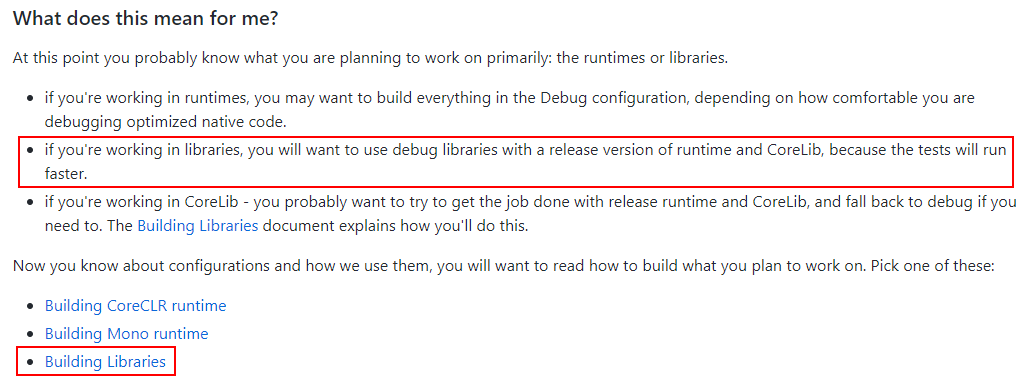 What does this mean for me?
At this point you probably know what you are planning to work on primarily: the runtimes or libraries.
• if you're working in runtimes, you may want to build everything in the Debug configuration, depending on how comfortable you are
debugging optimized native code.
• if you're working in libraries, you will want to use debug libraries with a release version of runtime and CoreLib, because the tests will run
faster.
• if you're working in CoreLib - you probably want to try to get the job done with release runtime and CoreLib, and fall back to debug if you
need to. The Building Libraries document explains how you'll do this.
Now you know about configurations and how we use them, you will want to read how to build what you plan to work on. Pick one of these:
• Building CoreCLR runtime
• Building Mono runtime
• Building Libraries